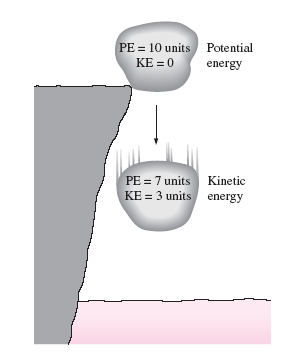 PE = 10 units Potential
KE = 0 energy
PE = 7 units Kinetic
KE = 3 units energy